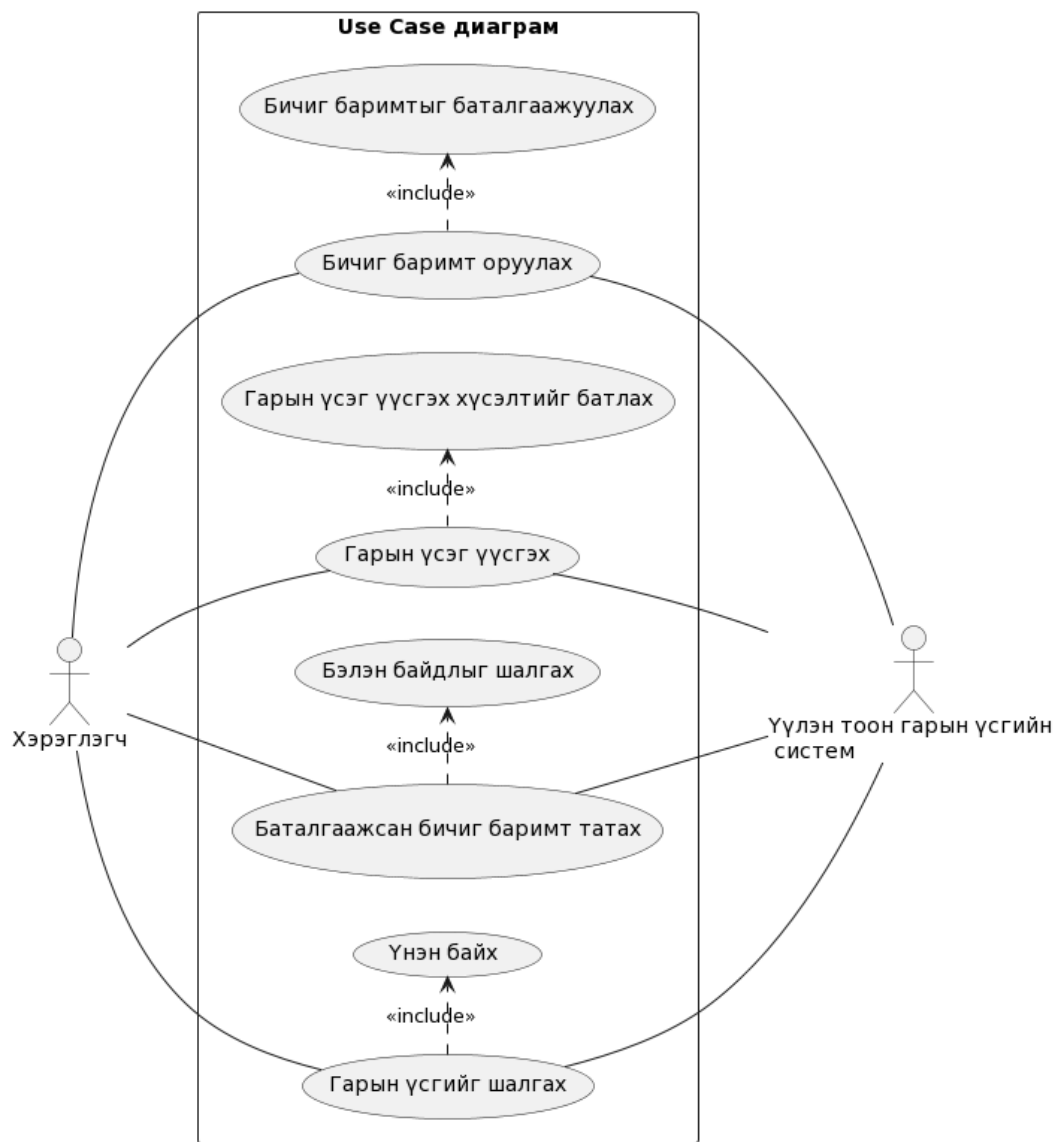 Use Case диаграм
Бичиг баримтыг баталгаажуулах
«include»
Бичиг баримт оруулах
Гарын үсэг үүсгэх хүсэлтийг батлах
«include»
Гарын үсэг үүсгэх
Бэлэн байдлыг шалгах
Хэрэглэгч
«include»
Үүлэн тоон гарын үсгийн
систем
Баталгаажсан бичиг баримт татах
Үнэн байх
«include»
Гарын үсгийг шалгах